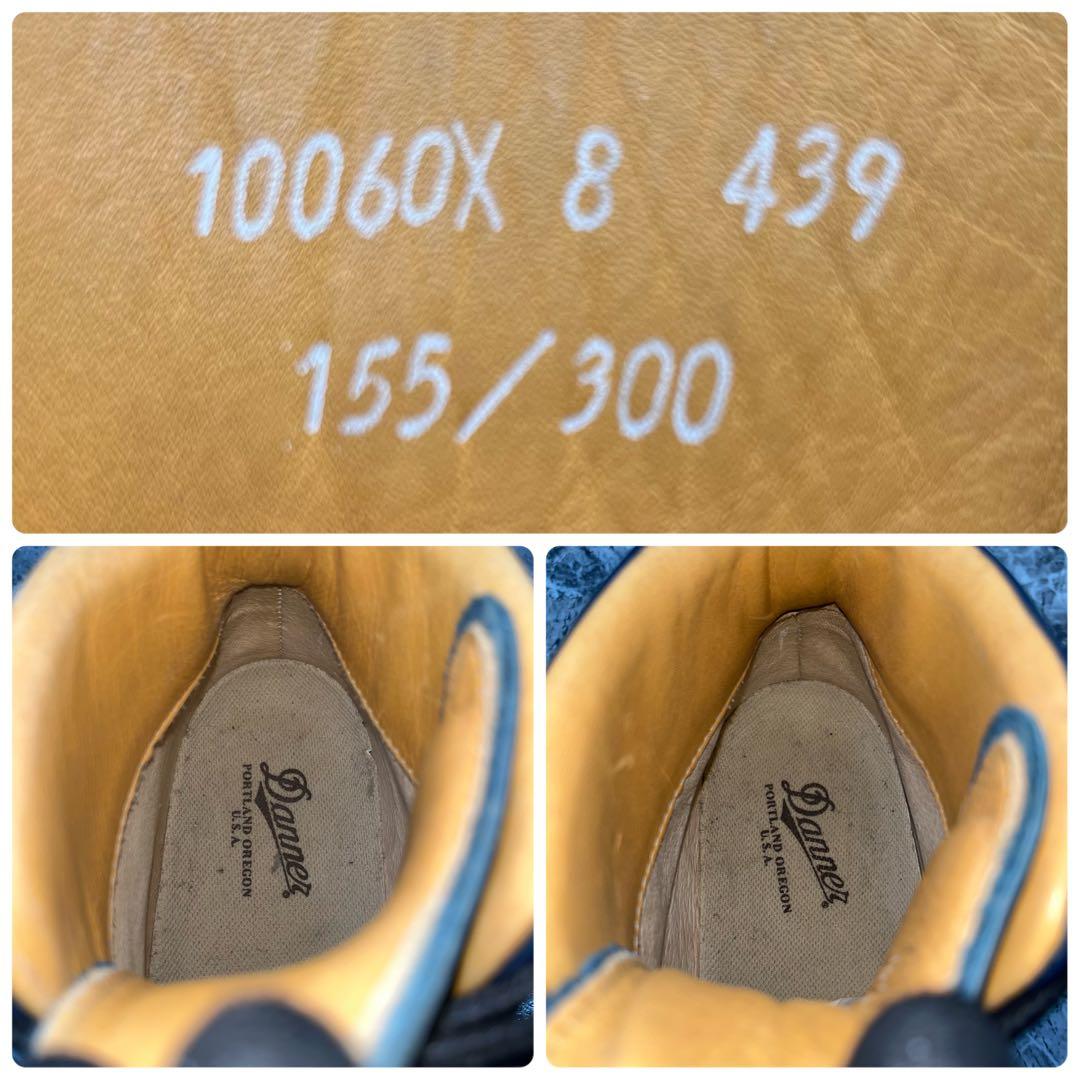 10060X 8 439
155/300
Danner®
PORTLAND OREGON
U.S.A.
Danner®
PORTLAND OREGON
U.S.A.